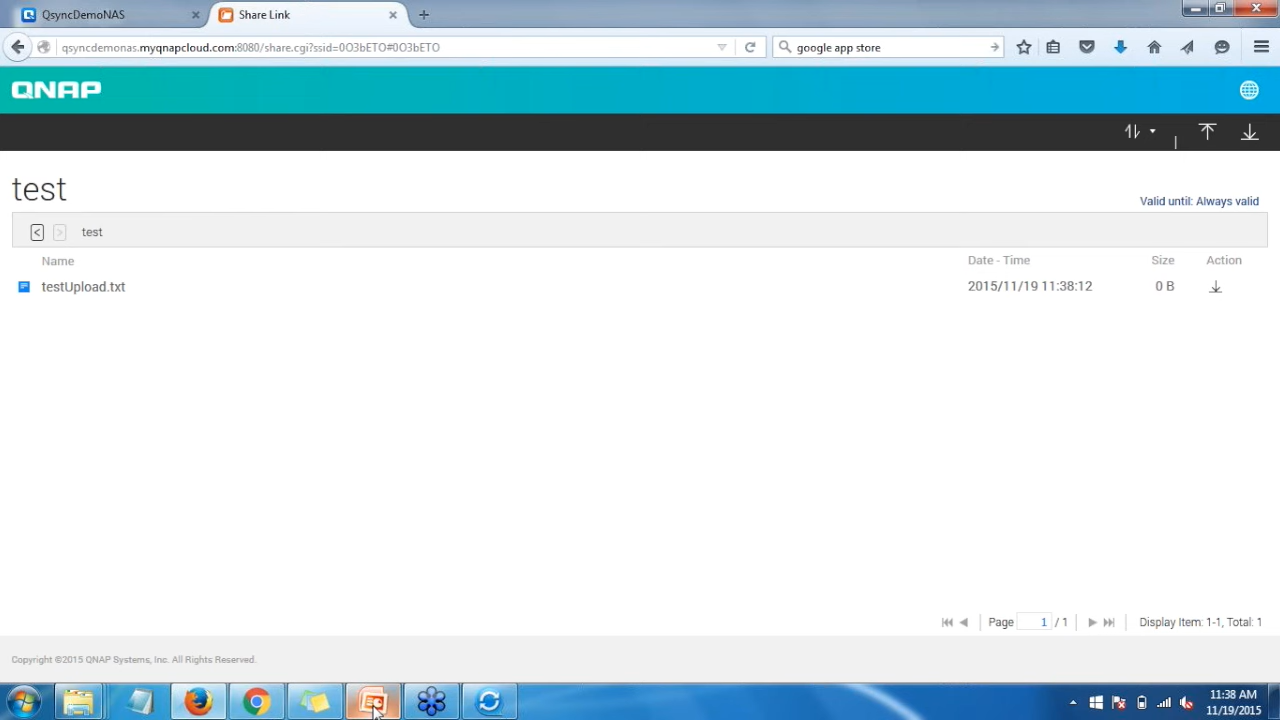 QsyncDemoNAS
Share Link
qsyncdemonas.myqnapcloud.com:8080/share.cgi?ssid=0O3bETO#0O3bETO
google app store
QNAP
test
Valid until: Always valid
test
Name Date - Time Size Action
testUpload.txt 2015/11/19 11:38:12 0 B
Page 1 / 1 Display Item: 1-1, Total: 1
Copyright ©2015 QNAP Systems, Inc. All Rights Reserved.
11:38 AM
11/19/2015